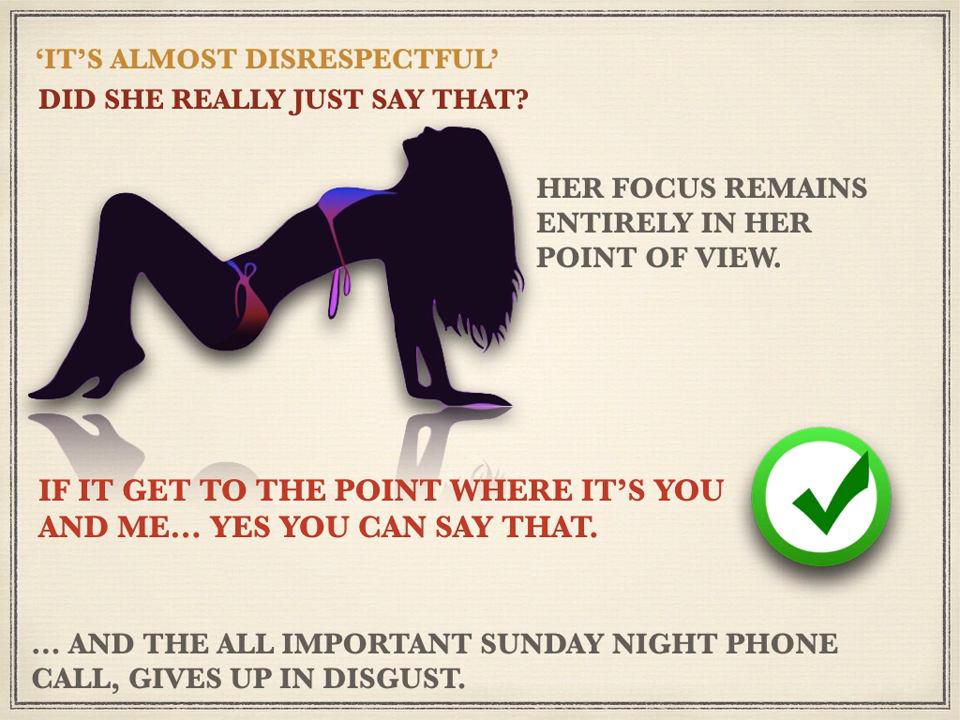 ‘IT’S ALMOST DISRESPECTFUL’
DID SHE REALLY JUST SAY THAT?
HER FOCUS REMAINS
ENTIRELY IN HER
POINT OF VIEW.
IF IT GET TO THE POINT WHERE IT’S YOU
AND ME... YES YOU CAN SAY THAT.
... AND THE ALL IMPORTANT SUNDAY NIGHT PHONE
CALL, GIVES UP IN DISGUST.